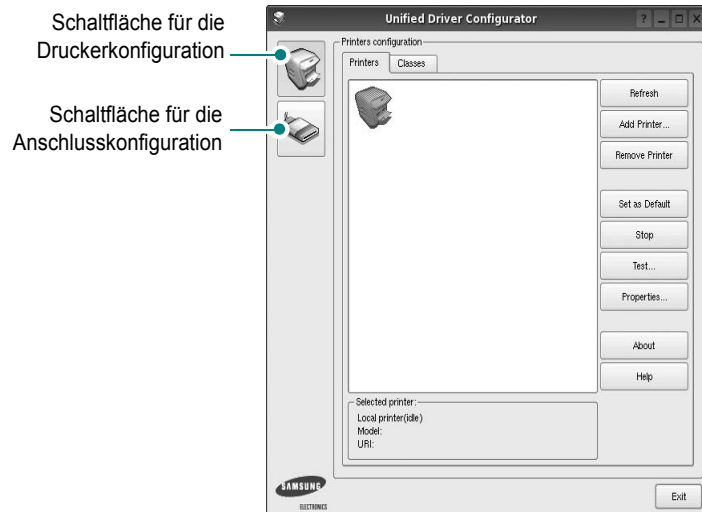 Schaltfläche für die
Druckerkonfiguration
Schaltfläche für die
Anschlusskonfiguration
Unified Driver Configurator
Printers configuration
Printers
Classes
Refresh
Add Printer...
Remove Printer
Set as Default
Stop
Test...
Properties...
About
Help
Selected printer:
Local printer(idle)
Model:
URI:
SAMSUNG
ELECTRONICS
Exit